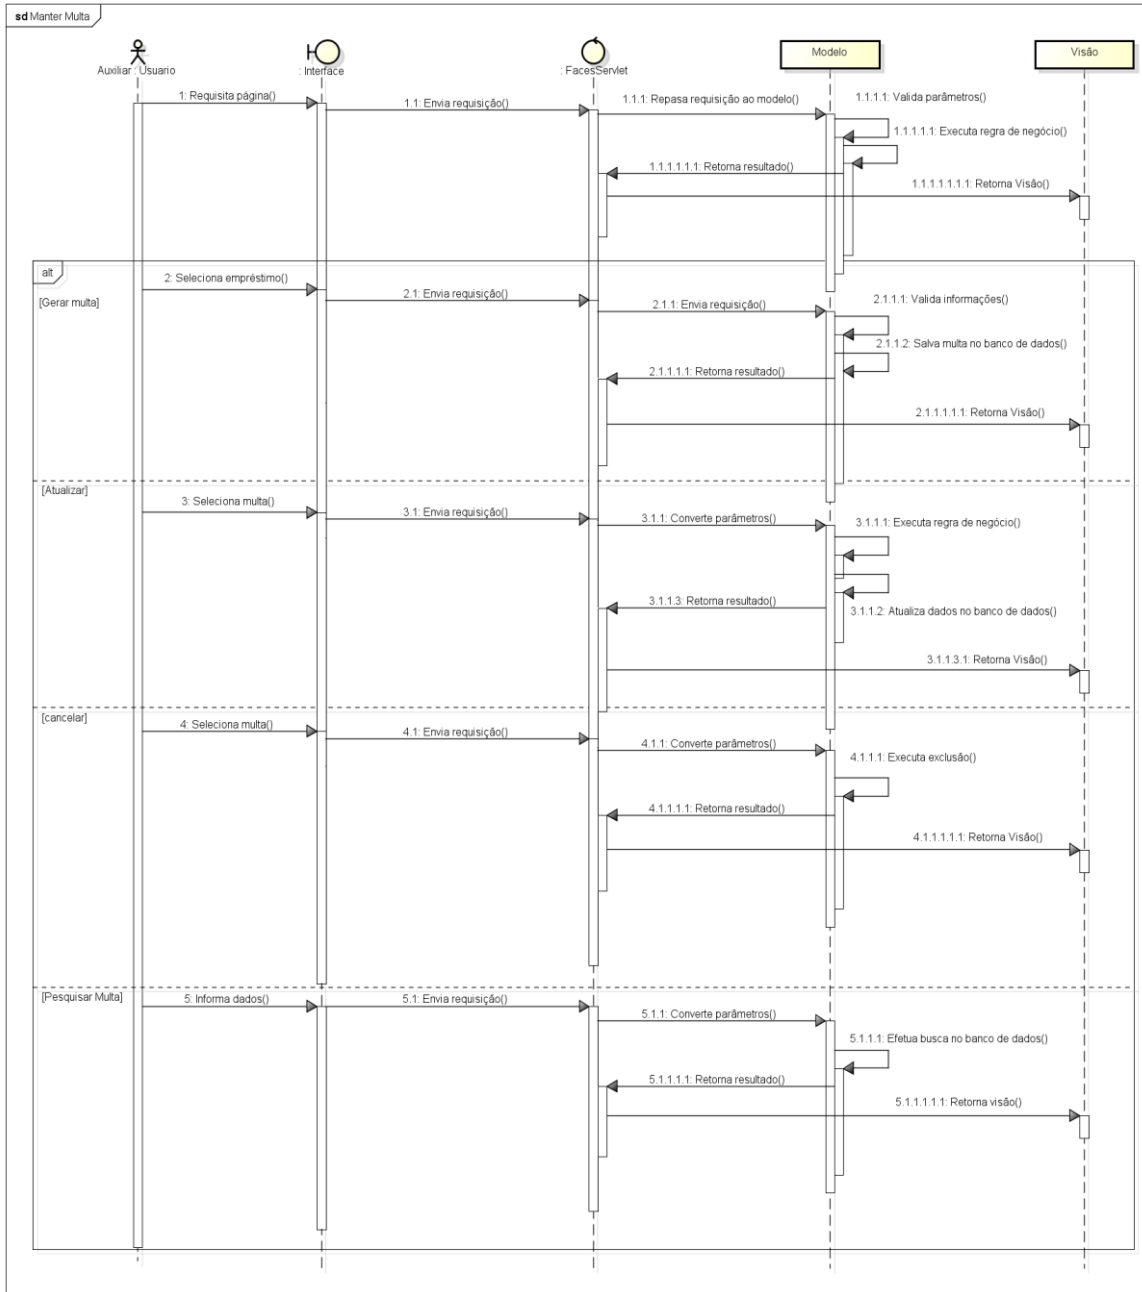 sd Manter Multa
Auxiliar : Usuario
: Interface
: FacesServlet
Modelo
Visão
1: Requisita página()
1.1: Envia requisição()
1.1.1: Repasa requisição ao modelo()
1.1.1.1: Valida parâmetros()
1.1.1.1.1: Executa regra de negócio()
1.1.1.1.1.1: Retorna resultado()
1.1.1.1.1.1.1: Retorna Visão()
alt
[Gerar multa]
2: Seleciona empréstimo()
2.1: Envia requisição()
2.1.1: Envia requisição()
2.1.1.1: Valida informações()
2.1.1.2: Salva multa no banco de dados()
2.1.1.1.1: Retorna resultado()
2.1.1.1.1.1: Retorna Visão()
[Atualizar]
3: Seleciona multa()
3.1: Envia requisição()
3.1.1: Converte parâmetros()
3.1.1.1: Executa regra de negócio()
3.1.1.3: Retorna resultado()
3.1.1.2: Atualiza dados no banco de dados()
3.1.1.3.1: Retorna Visão()
[cancelar]
4: Seleciona multa()
4.1: Envia requisição()
4.1.1: Converte parâmetros()
4.1.1.1: Executa exclusão()
4.1.1.1.1: Retorna resultado()
4.1.1.1.1.1: Retorna Visão()
[Pesquisar Multa]
5: Informa dados()
5.1: Envia requisição()
5.1.1: Converte parâmetros()
5.1.1.1: Efetua busca no banco de dados()
5.1.1.1.1: Retorna resultado()
5.1.1.1.1.1: Retorna visão()